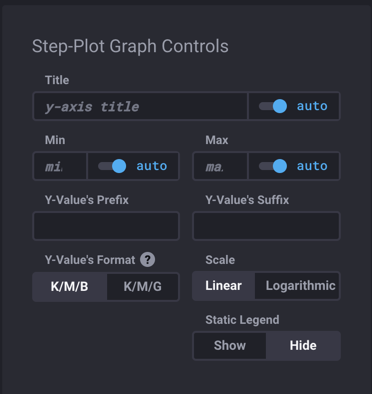 Step-Plot Graph Controls
Title
y-axis title auto
Min Max
mi auto ma auto
Y-Value's Prefix Y-Value's Suffix
Y-Value's Format ? Scale
K/M/B K/M/G Linear Logarithmic
Static Legend
Show Hide